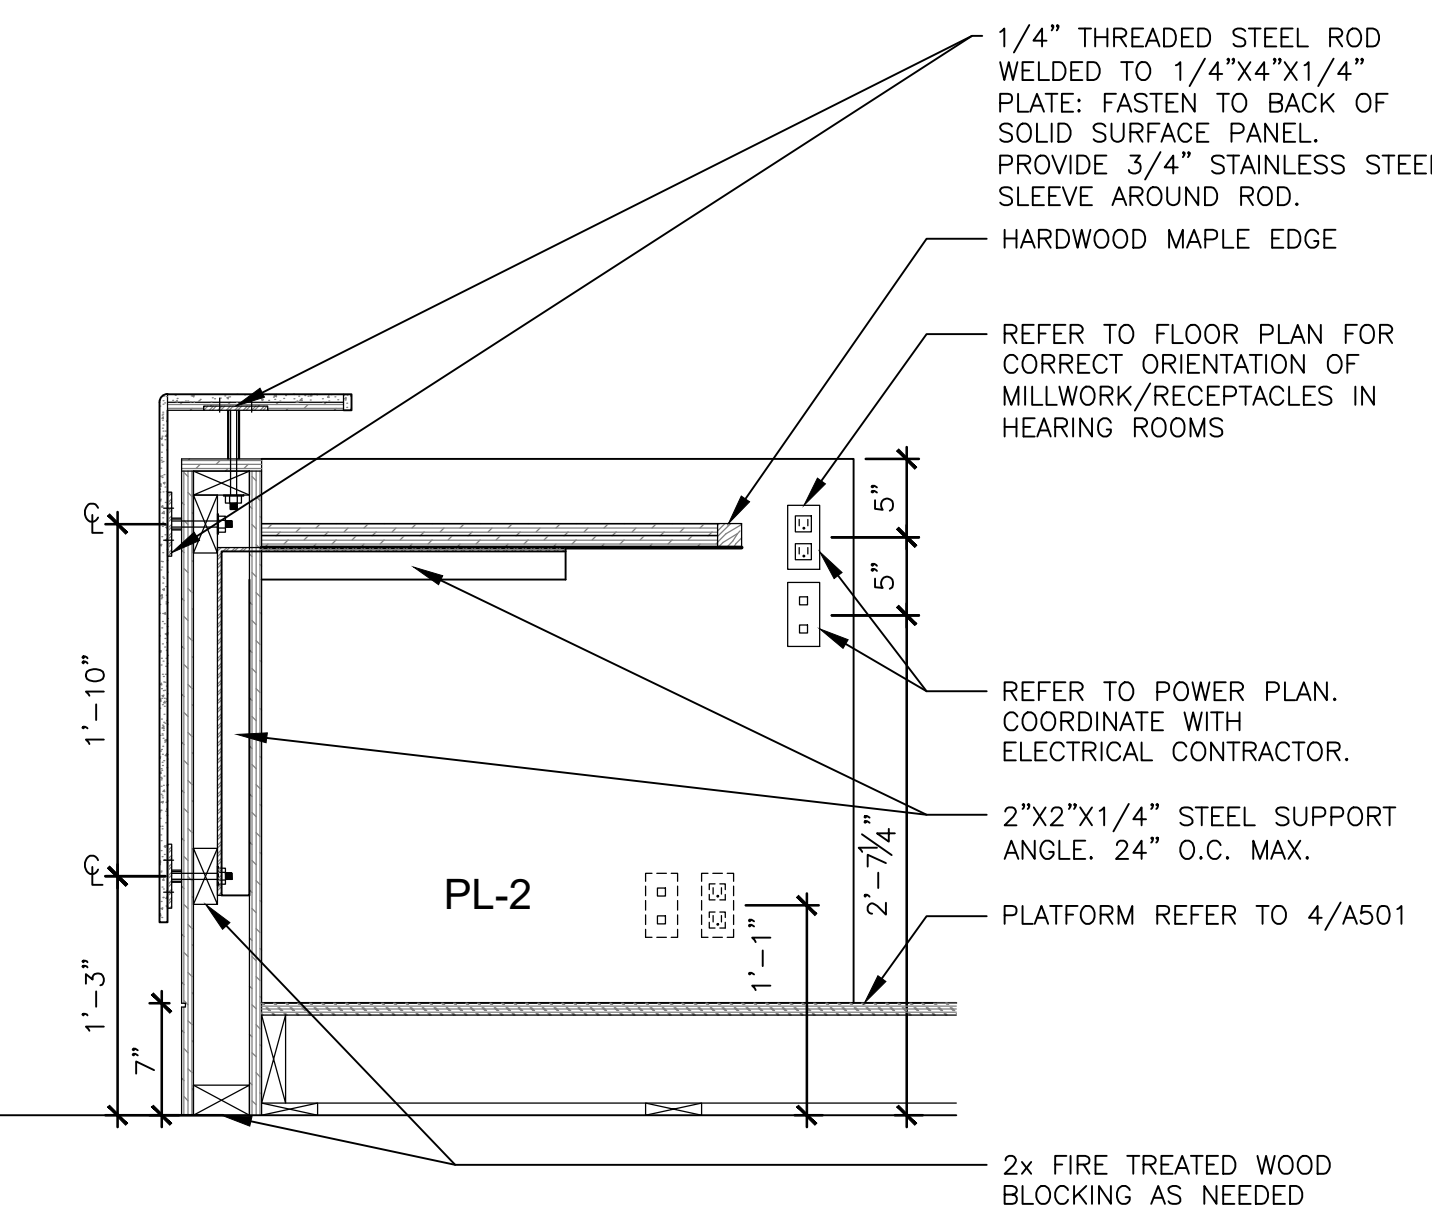 1/4” THREADED STEEL ROD
WELDED TO 1/4”X4”X1/4”
PLATE: FASTEN TO BACK OF
SOLID SURFACE PANEL.
PROVIDE 3/4” STAINLESS STEEL
SLEEVE AROUND ROD.
HARDWOOD MAPLE EDGE
REFER TO FLOOR PLAN FOR
CORRECT ORIENTATION OF
MILLWORK/RECEPTACLES IN
HEARING ROOMS
5”
5”
℄
1’–10”
REFER TO POWER PLAN.
COORDINATE WITH
ELECTRICAL CONTRACTOR.
2”X2”X1/4” STEEL SUPPORT
ANGLE. 24” O.C. MAX.
2’–7 1/4”
℄
PL-2
PLATFORM REFER TO 4/A501
1’–1”
1’–3”
7”
2x FIRE TREATED WOOD
BLOCKING AS NEEDED